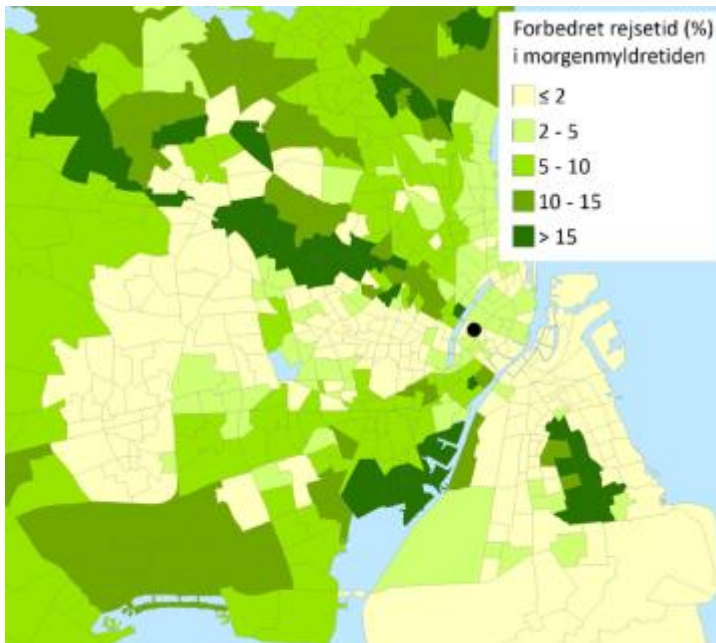 Forbedret rejsetid (%)
i morgenmyldretiden
≤ 2
2 - 5
5 - 10
10 - 15
> 15